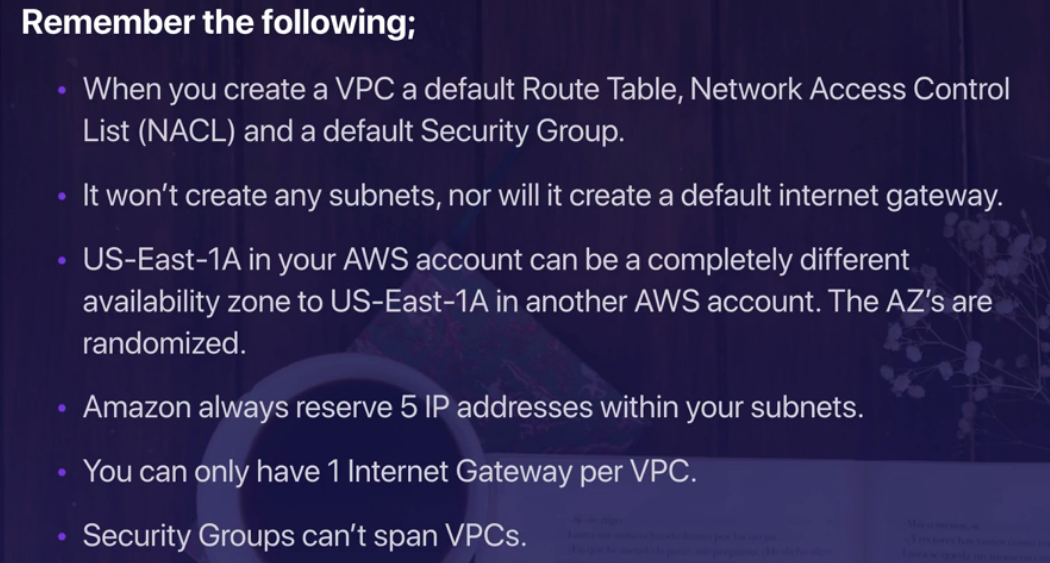 Remember the following;
• When you create a VPC a default Route Table, Network Access Control
List (NACL) and a default Security Group.
• It won't create any subnets, nor will it create a default internet gateway.
• US-East-1A in your AWS account can be a completely different
availability zone to US-East-1A in another AWS account. The AZ's are
randomized.
• Amazon always reserve 5 IP addresses within your subnets.
• You can only have 1 Internet Gateway per VPC.
• Security Groups can't span VPCs.